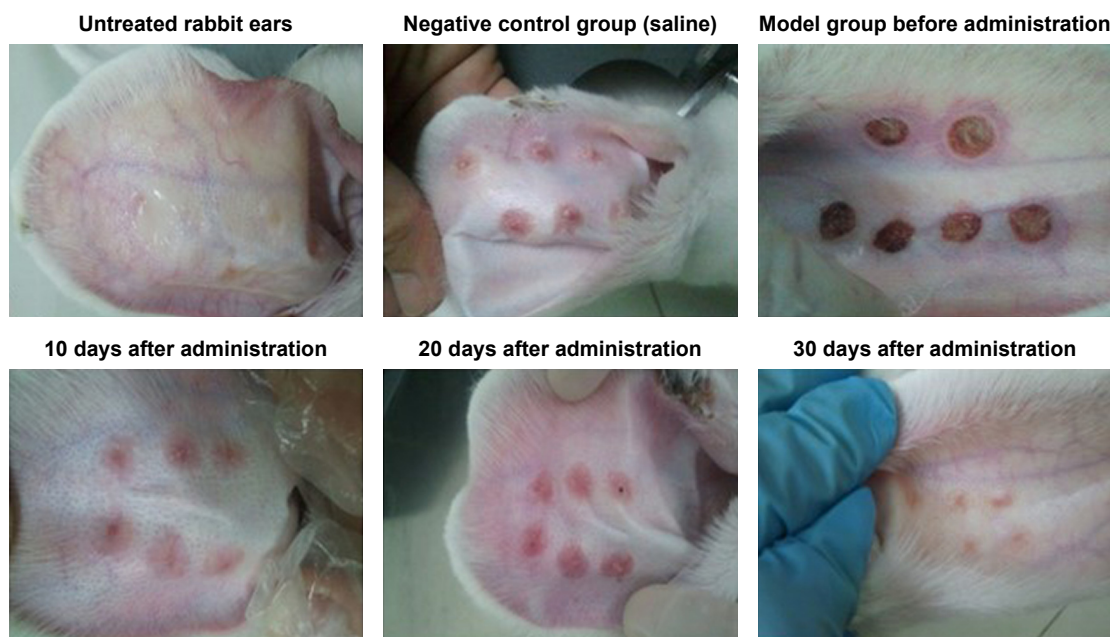 Untreated rabbit ears
Negative control group (saline)
Model group before administration
10 days after administration
20 days after administration
30 days after administration